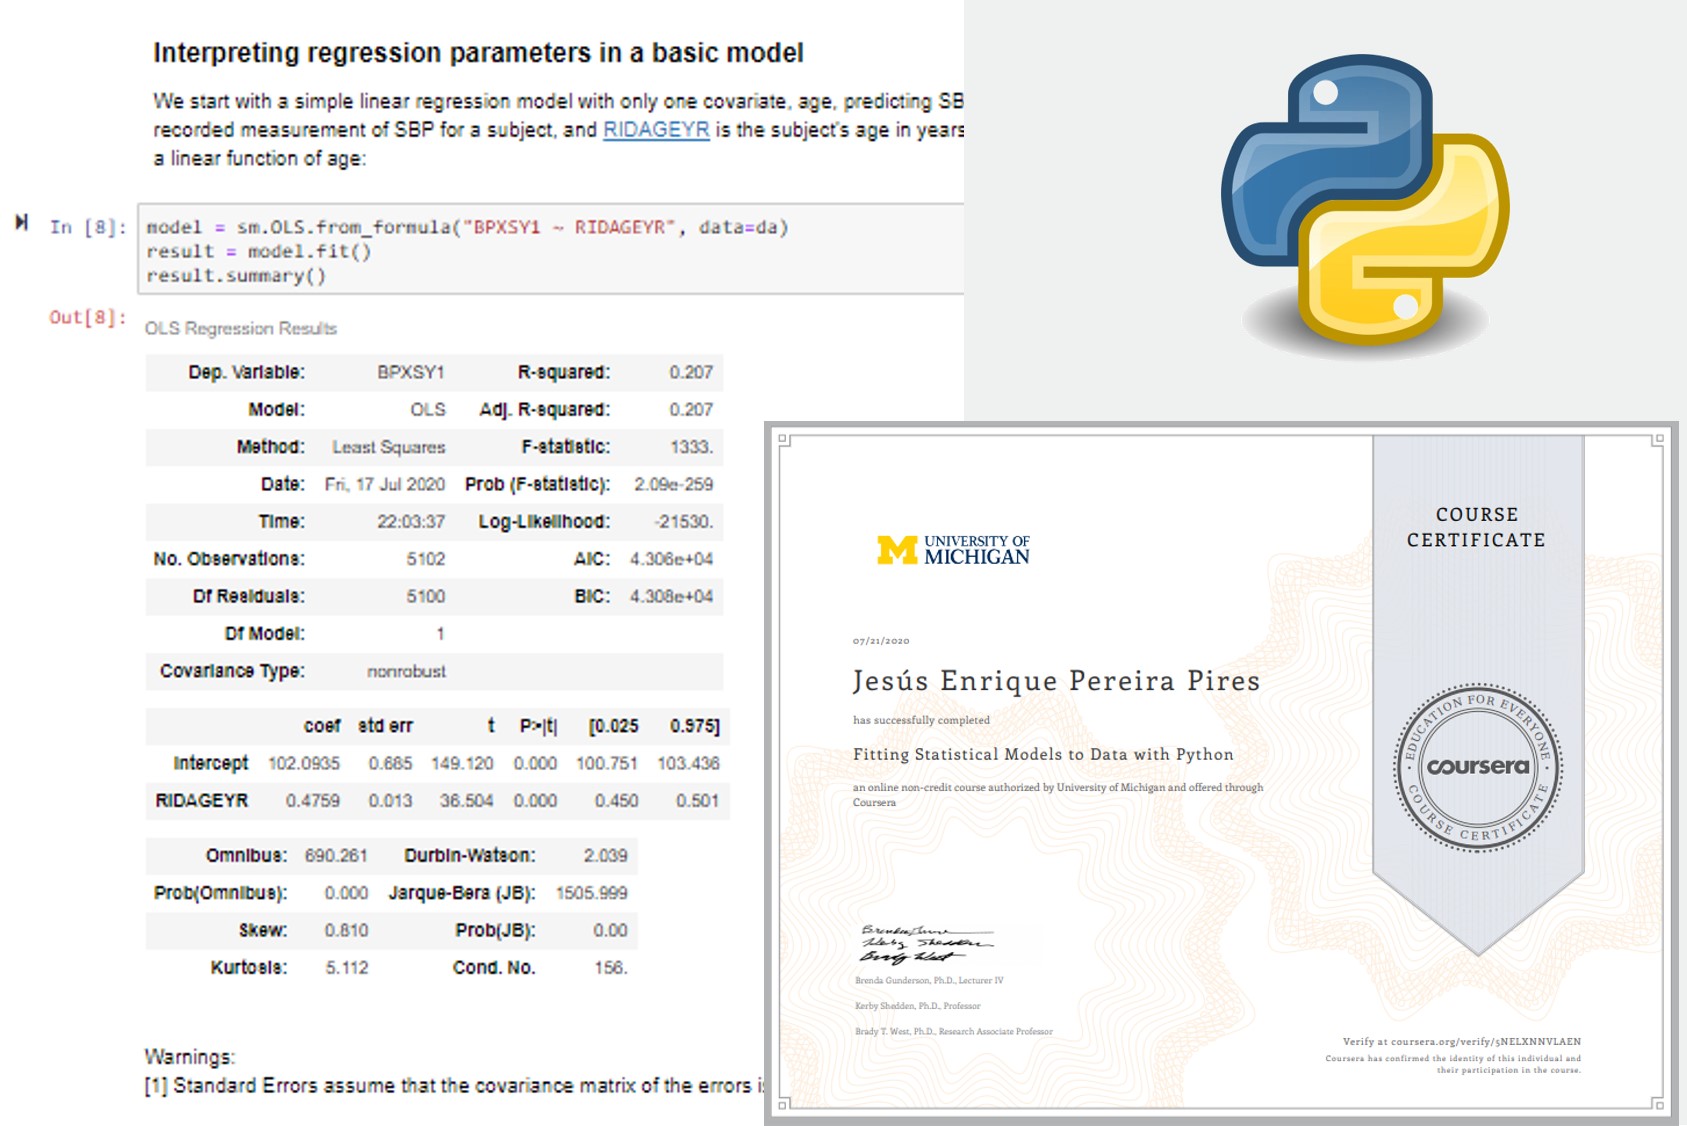 Interpreting regression parameters in a basic model
We start with a simple linear regression model with only one covariate, age, predicting SB
recorded measurement of SBP for a subject, and RIDAGEYR is the subject's age in years
a linear function of age:
In [8]:
model = sm.OLS.from_formula("BPXSY1 ~ RIDAGEYR", data=da)
result = model.fit()
result.summary()
Out[8]:
OLS Regression Results
Dep. Variable: BPXSY1 R-squared: 0.207
Model: OLS Adj. R-squared: 0.207
Method: Least Squares F-statistic: 1333.
Date: Fri, 17 Jul 2020 Prob (F-statistic): 2.09e-259
Time: 22:03:37 Log-Likelihood: -21530.
No. Observations: 5102 AIC: 4.306e+04
Df Residuals: 5100 BIC: 4.308e+04
Df Model: 1
Covariance Type: nonrobust
coef std err t P>|t| [0.025 0.975]
Intercept 102.0935 0.685 149.120 0.000 100.751 103.436
RIDAGEYR 0.4759 0.013 36.504 0.000 0.450 0.501
Omnibus: 690.261 Durbin-Watson: 2.039
Prob(Omnibus): 0.000 Jarque-Bera (JB): 1505.999
Skew: 0.810 Prob(JB): 0.00
Kurtosis: 5.112 Cond. No. 156.
Warnings:
[1] Standard Errors assume that the covariance matrix of the errors is
UNIVERSITY OF
MICHIGAN
07/21/2020
Jesús Enrique Pereira Pires
has successfully completed
Fitting Statistical Models to Data with Python
an online non-credit course authorized by University of Michigan and offered through
Coursera
Brenda Gunderson, Ph.D., Lecturer IV
Kerby Shedden, Ph.D., Professor
Brady T. West, Ph.D., Research Associate Professor
COURSE
CERTIFICATE
EDUCATION FOR EVERYONE
coursera
COURSE CERTIFICATE
Verify at coursera.org/verify/5NELXNNVLAEN
Coursera has confirmed the identity of this individual and
their participation in the course.